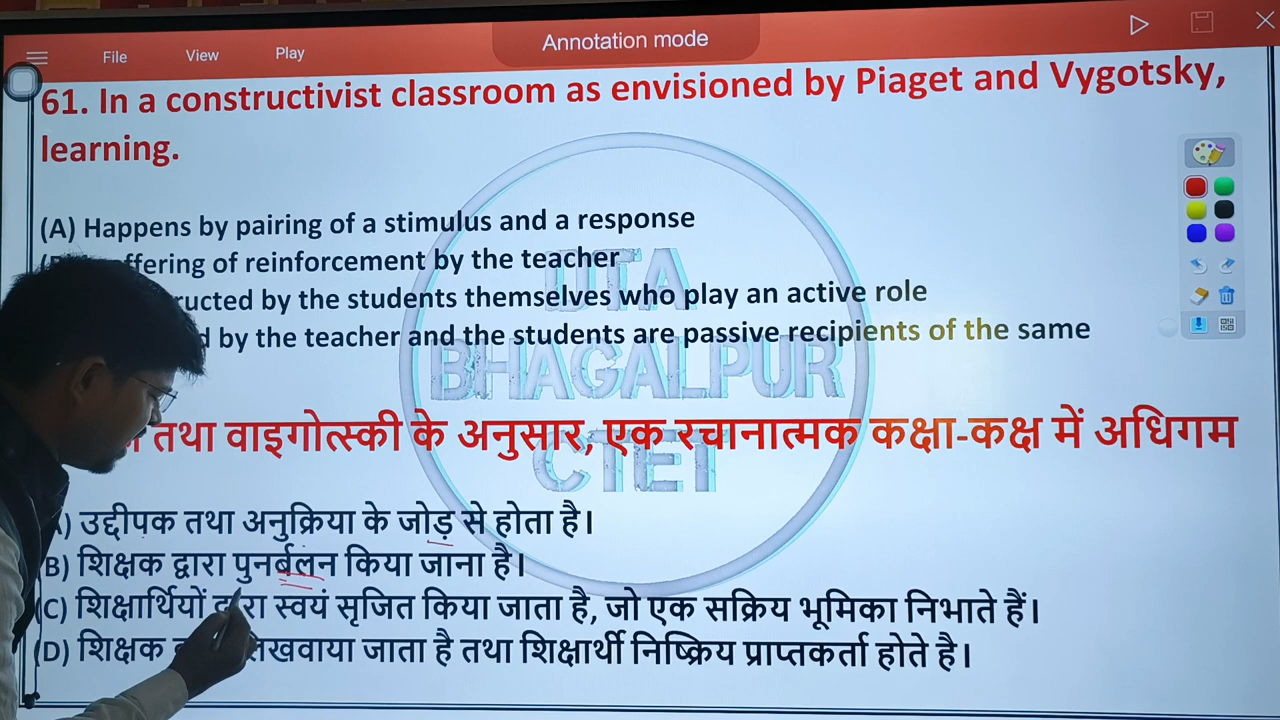 Annotation mode
File View Play
61. In a constructivist classroom as envisioned by Piaget and Vygotsky,
learning.
(A) Happens by pairing of a stimulus and a response
of reinforcement by the teacher
by the students themselves who play an active role
by the teacher and the students are passive recipients of the same
तथा वाइगोत्स्की के अनुसार, एक रचानात्मक कक्षा-कक्ष में अधिगम
उद्दीपक तथा अनुक्रिया के जोड़ से होता है।
(B) शिक्षक द्वारा पुनर्बलन किया जाना है।
(C) शिक्षार्थियों द्वारा स्वयं सृजित किया जाता है, जो एक सक्रिय भूमिका निभाते हैं।
(D) शिक्षक जाता है तथा शिक्षार्थी निष्क्रिय प्राप्तकर्ता होते है।
UTA
BHAGALPUR
CTET